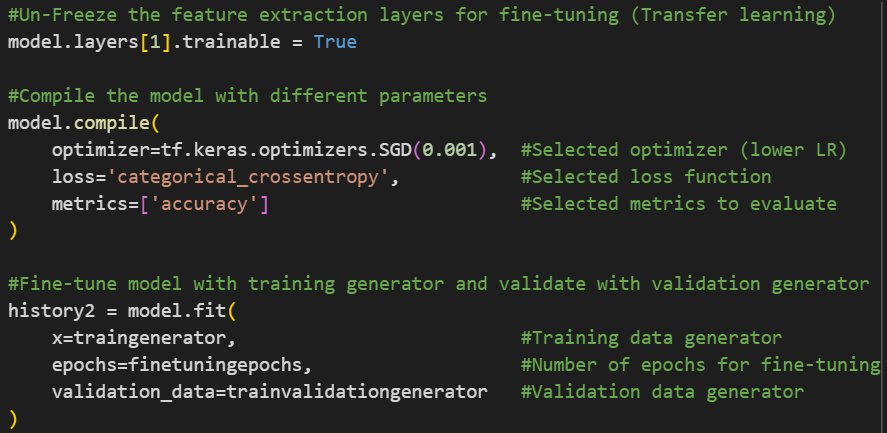 #Un-Freeze the feature extraction layers for fine-tuning (Transfer learning)
model.layers[1].trainable = True
#Compile the model with different parameters
model.compile(
    optimizer=tf.keras.optimizers.SGD(0.001),  #Selected optimizer (lower LR)
    loss='categorical_crossentropy',           #Selected loss function
    metrics=['accuracy']                       #Selected metrics to evaluate
)
#Fine-tune model with training generator and validate with validation generator
history2 = model.fit(
    x=traingenerator,                          #Training data generator
    epochs=finetuningepochs,                   #Number of epochs for fine-tuning
    validation_data=trainvalidationgenerator   #Validation data generator
)